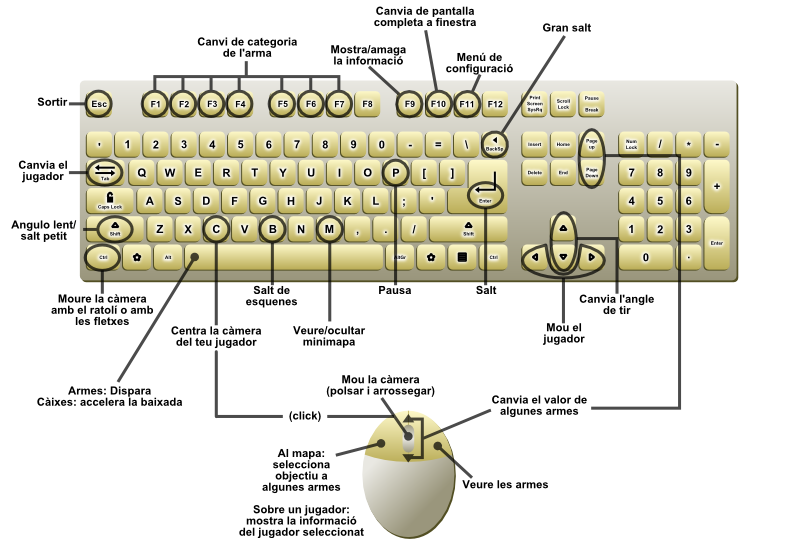 Canvia de pantalla
completa a finestra
Gran salt
Canvi de categoria
de l'arma
Mostra/amaga
la informació
Menú de
configuració
Sortir
Esc F1 F2 F3 F4 F5 F6 F7 F8 F9 F10 F11 F12
Print Screen SysRq Scroll Lock Pause - Break
' 1 2 3 4 5 6 7 8 9 0 - = \ BackSp
Insert Home Page up Num Lock / * -
Canvia el
jugador
Tab Q W E R T Y U I O P [ ]
Delete End Page Down 7 8 9 +
Caps Lock A S D F G H J K L ; ' Enter
4 5 6
Angulo lent/
salt petit
Shift Z X C V B N M , . / Shift
1 2 3 Enter
Ctrl Alt AltGr Ctrl
0 .
Moure la càmera
amb el ratolí o amb
les fletxes
Salt de
esquenes
Pausa
Salt
Canvia l'angle
de tir
Centra la càmera
del teu jugador
Veure/ocultar
minimapa
Mou el
jugador
Armes: Dispara
Càixes: accelera la baixada
Mou la càmera
(polsar i arrossegar)
(click)
Canvia el valor de
algunes armes
Al mapa:
selecciona
objectiu a
algunes armes
Veure les armes
Sobre un jugador:
mostra la informació
del jugador seleccionat